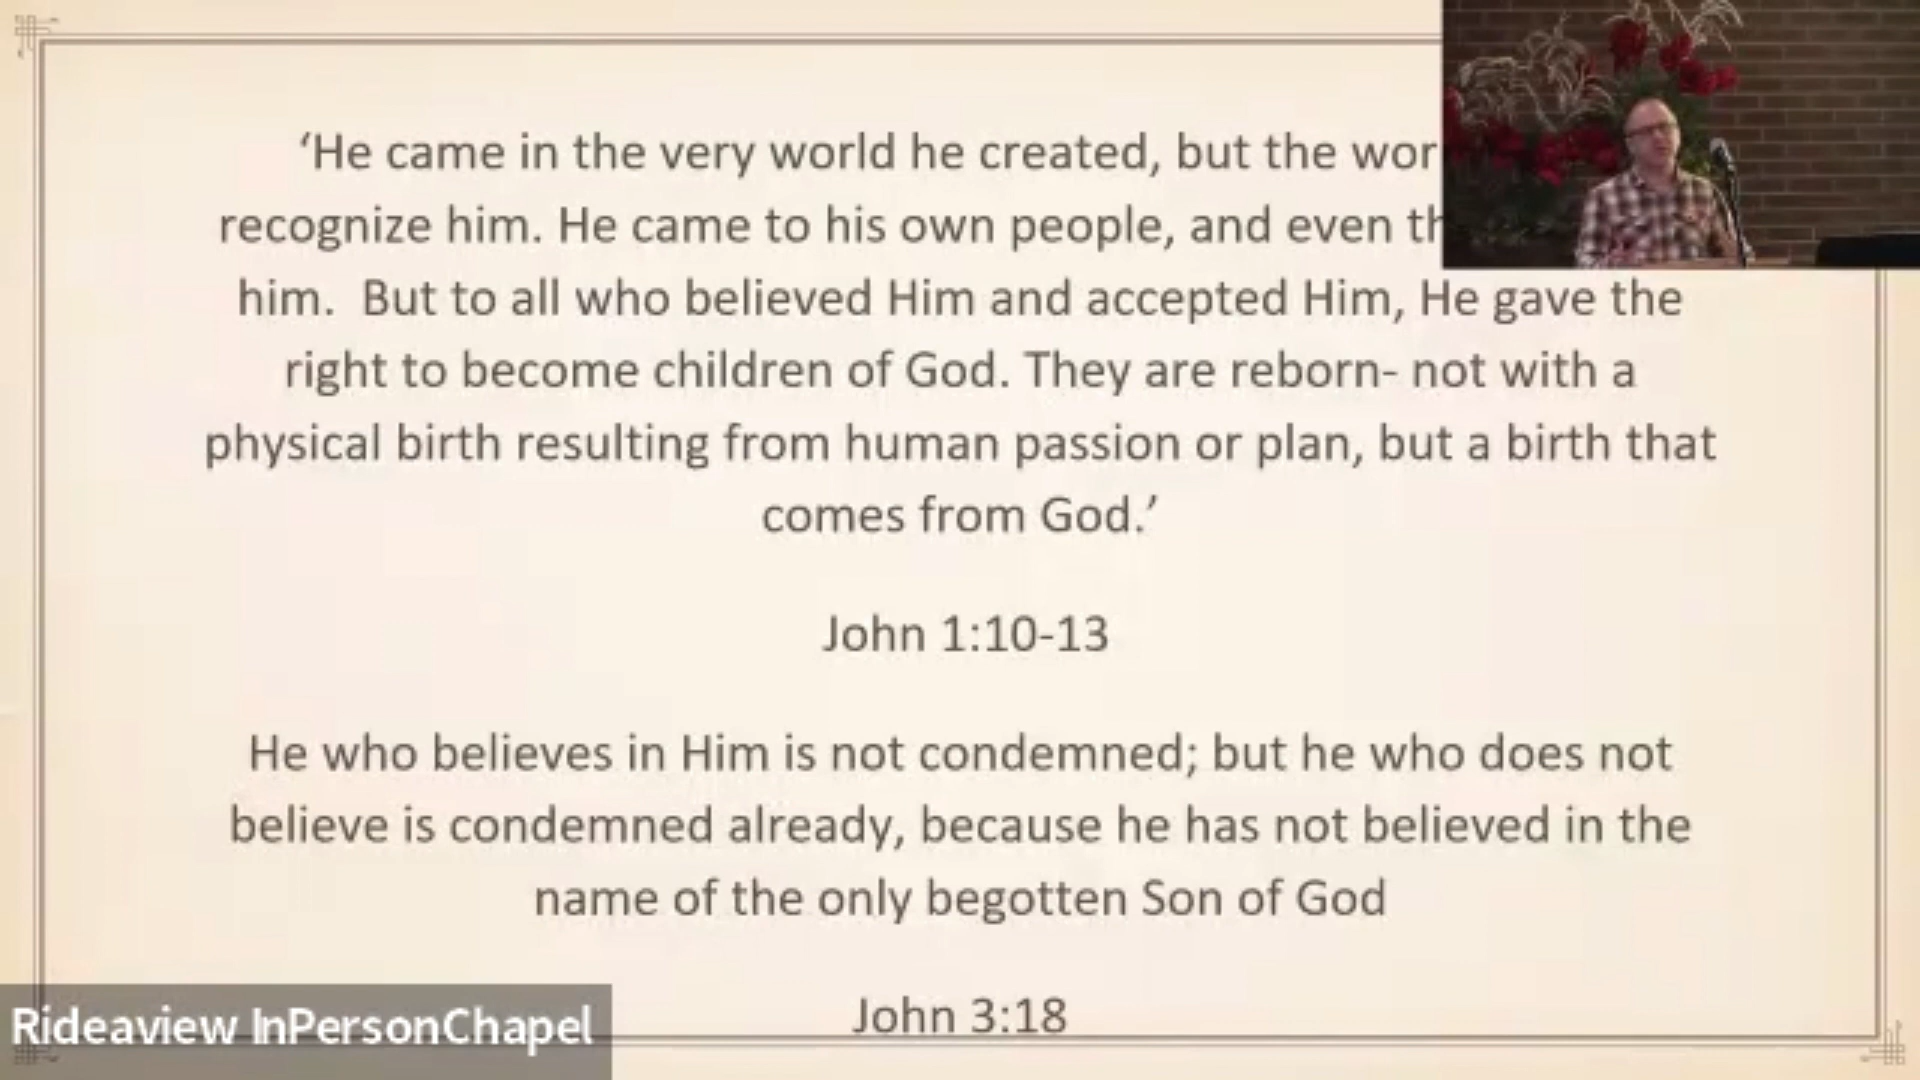 ‘He came in the very world he created, but the wor
recognize him. He came to his own people, and even th
him.  But to all who believed Him and accepted Him, He gave the
right to become children of God. They are reborn- not with a
physical birth resulting from human passion or plan, but a birth that
comes from God.’
John 1:10-13
He who believes in Him is not condemned; but he who does not
believe is condemned already, because he has not believed in the
name of the only begotten Son of God
John 3:18
Rideaview InPersonChapel